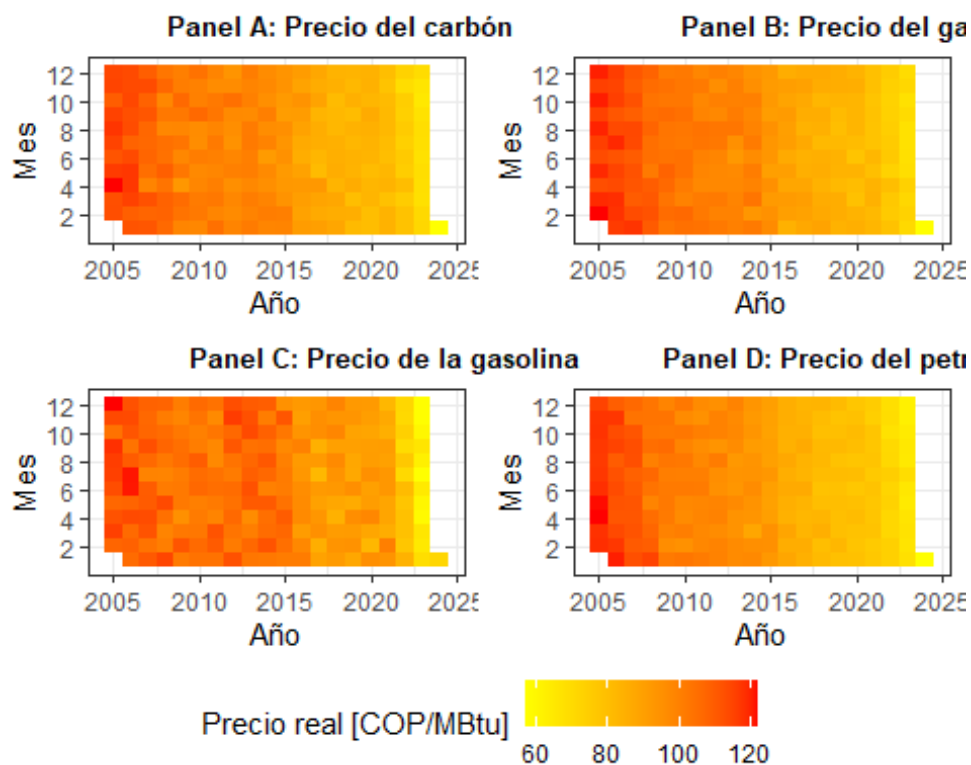 Panel A: Precio del carbón
Panel B: Precio del ga
12
10
8
6
4
2
Mes
2005 2010 2015 2020 2025
Año
12
10
8
6
4
2
Mes
2005 2010 2015 2020 2025
Año
Panel C: Precio de la gasolina
Panel D: Precio del petr
12
10
8
6
4
2
Mes
2005 2010 2015 2020 2025
Año
12
10
8
6
4
2
Mes
2005 2010 2015 2020 2025
Año
Precio real [COP/MBtu]
60 80 100 120